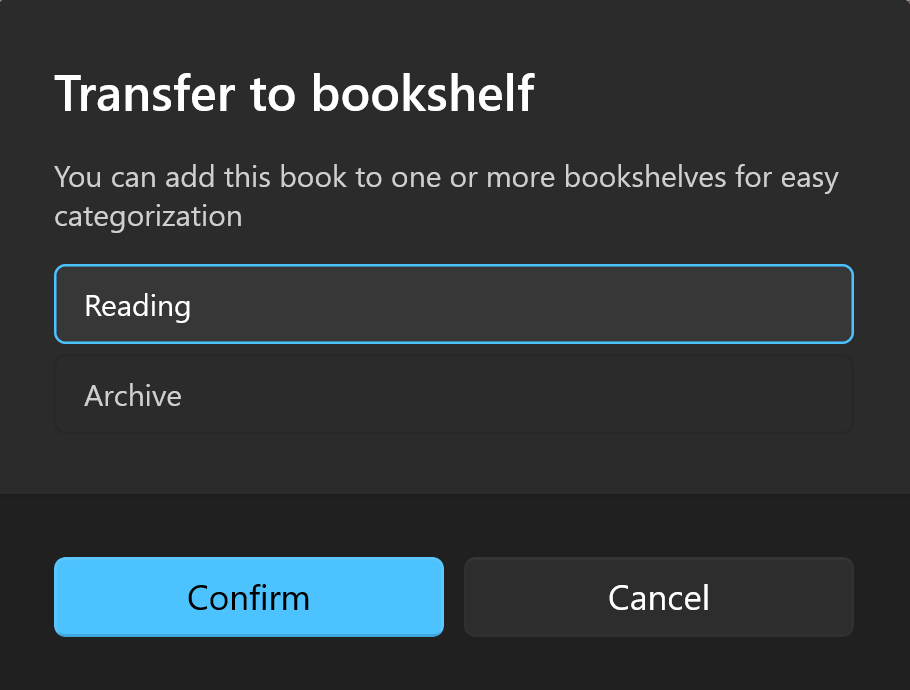 Transfer to bookshelf
You can add this book to one or more bookshelves for easy
categorization
Reading
Archive
Confirm
Cancel